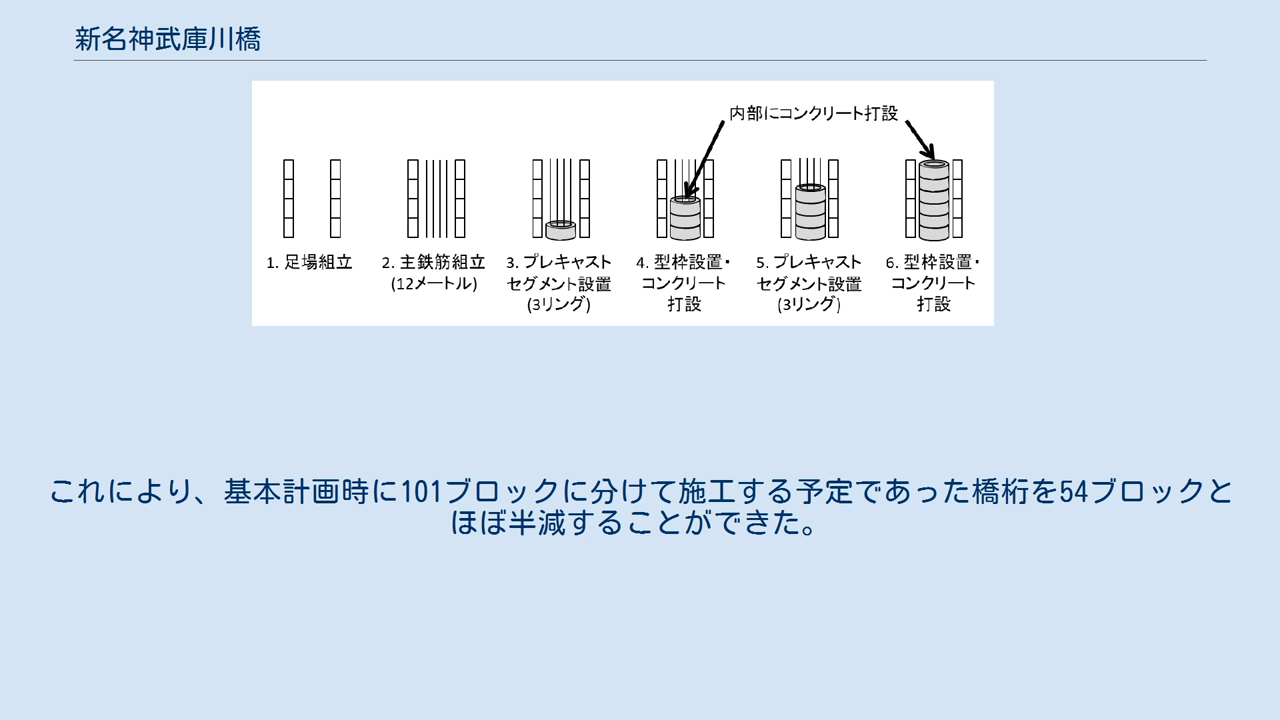 新名神武庫川橋
内部にコンクリート打設
1. 足場組立
2. 主鉄筋組立
(12メートル)
3. プレキャスト
セグメント設置
(3リング)
4. 型枠設置・
コンクリート
打設
5. プレキャスト
セグメント設置
(3リング)
6. 型枠設置・
コンクリート
打設
これにより、基本計画時に101ブロックに分けて施工する予定であった橋桁を54ブロックと
ほぼ半減することができた。